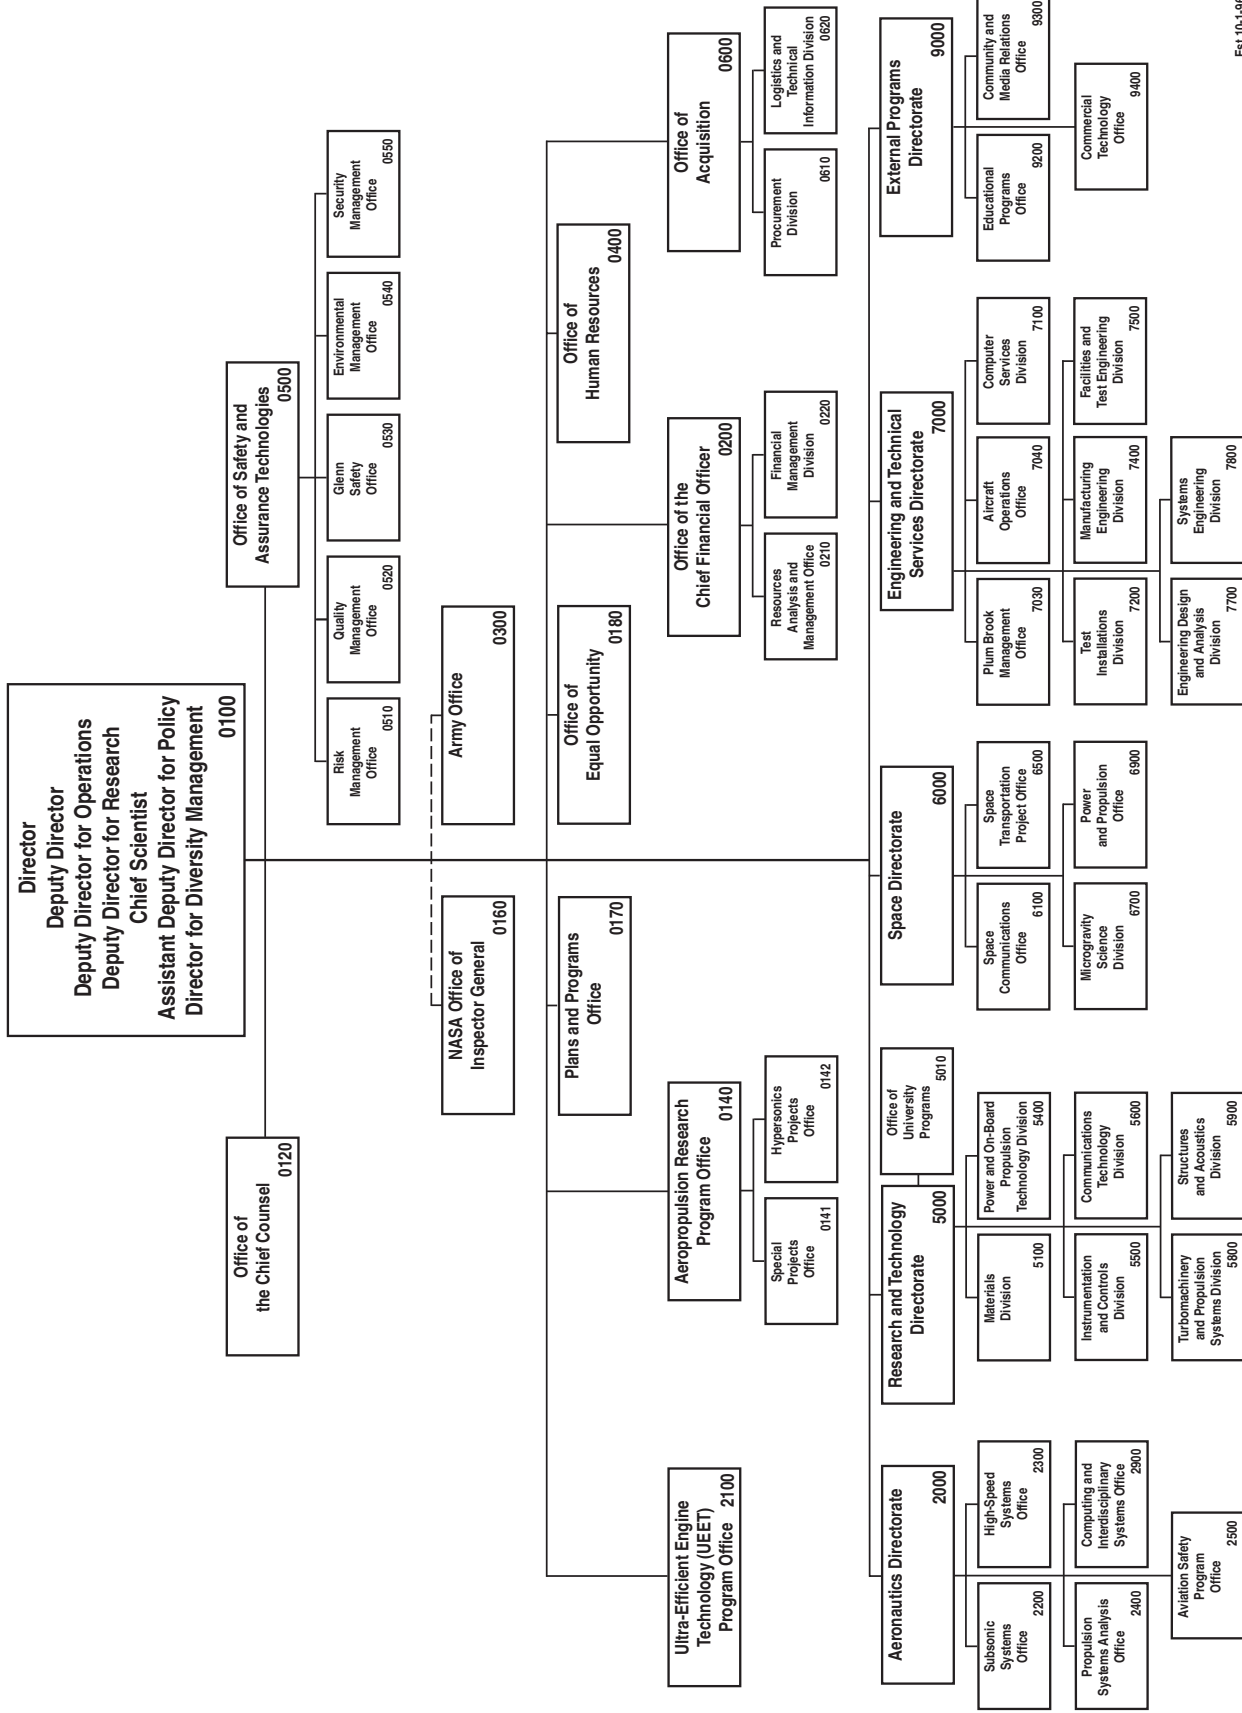 Director
Deputy Director
Deputy Director for Operations
Deputy Director for Research
Chief Scientist
Assistant Deputy Director for Policy
Director for Diversity Management
0100
Office of
the Chief Counsel
0120
Office of Safety and
Assurance Technologies
0500
Risk
Management
Office
0510
Quality
Management
Office
0520
Glenn
Safety
Office
0530
Environmental
Management
Office
0540
Security
Management
Office
0550
NASA Office of
Inspector General
0160
Army Office
0300
Plans and Programs
Office
0170
Office of
Equal Opportunity
0180
Office of
Human Resources
0400
Ultra-Efficient Engine
Technology (UEET)
Program Office 2100
Aeropropulsion Research
Program Office
0140
Office of the
Chief Financial Officer
0200
Office of
Acquisition
0600
Special
Projects
Office
0141
Hypersonics
Projects
Office
0142
Resources
Analysis and
Management Office
0210
Financial
Management
Division
0220
Procurement
Division
0610
Logistics and
Technical
Information Division
0620
Aeronautics Directorate
2000
Subsonic
Systems
Office
2200
High-Speed
Systems
Office
2300
Propulsion
Systems Analysis
Office
2400
Computing and
Interdisciplinary
Systems Office
2900
Aviation Safety
Program
Office
2500
Research and Technology
Directorate
5000
Office of
University
Programs
5010
Materials
Division
5100
Power and On-Board
Propulsion
Technology Division
5400
Instrumentation
and Controls
Division
5500
Communications
Technology
Division
5600
Turbomachinery
and Propulsion
Systems Division
5800
Structures
and Acoustics
Division
5900
Space Directorate
6000
Space
Communications
Office
6100
Space
Transportation
Project Office
6500
Microgravity
Science
Division
6700
Power
and Propulsion
Office
6900
Engineering and Technical
Services Directorate
7000
Plum Brook
Management
Office
7030
Aircraft
Operations
Office
7040
Computer
Services
Division
7100
Test
Installations
Division
7200
Manufacturing
Engineering
Division
7400
Facilities and
Test Engineering
Division
7500
Engineering Design
and Analysis
Division
7700
Systems
Engineering
Division
7800
External Programs
Directorate
9000
Educational
Programs
Office
9200
Community and
Media Relations
Office
9300
Commercial
Technology
Office
9400